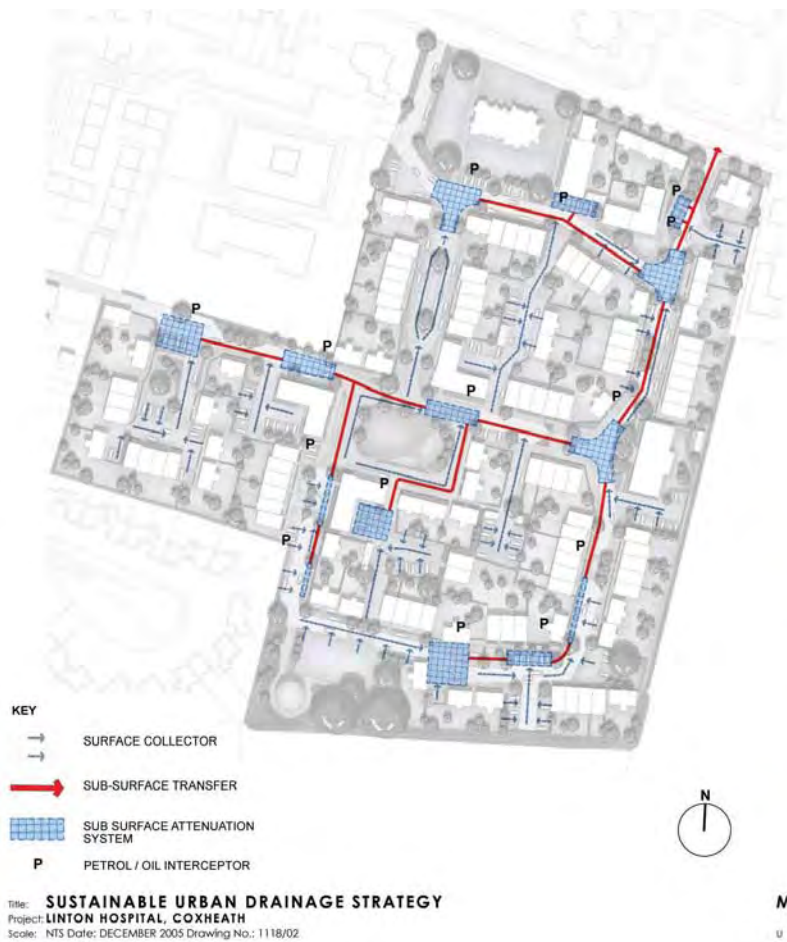 P
P
P
P
P
P
P
P
P
P
P
P
P
P
KEY
SURFACE COLLECTOR
SUB-SURFACE TRANSFER
SUB SURFACE ATTENUATION
SYSTEM
P PETROL / OIL INTERCEPTOR
N
Title: SUSTAINABLE URBAN DRAINAGE STRATEGY
Project: LINTON HOSPITAL, COXHEATH
Scale: NTS Date: DECEMBER 2005 Drawing No.: 1118/02
M
U